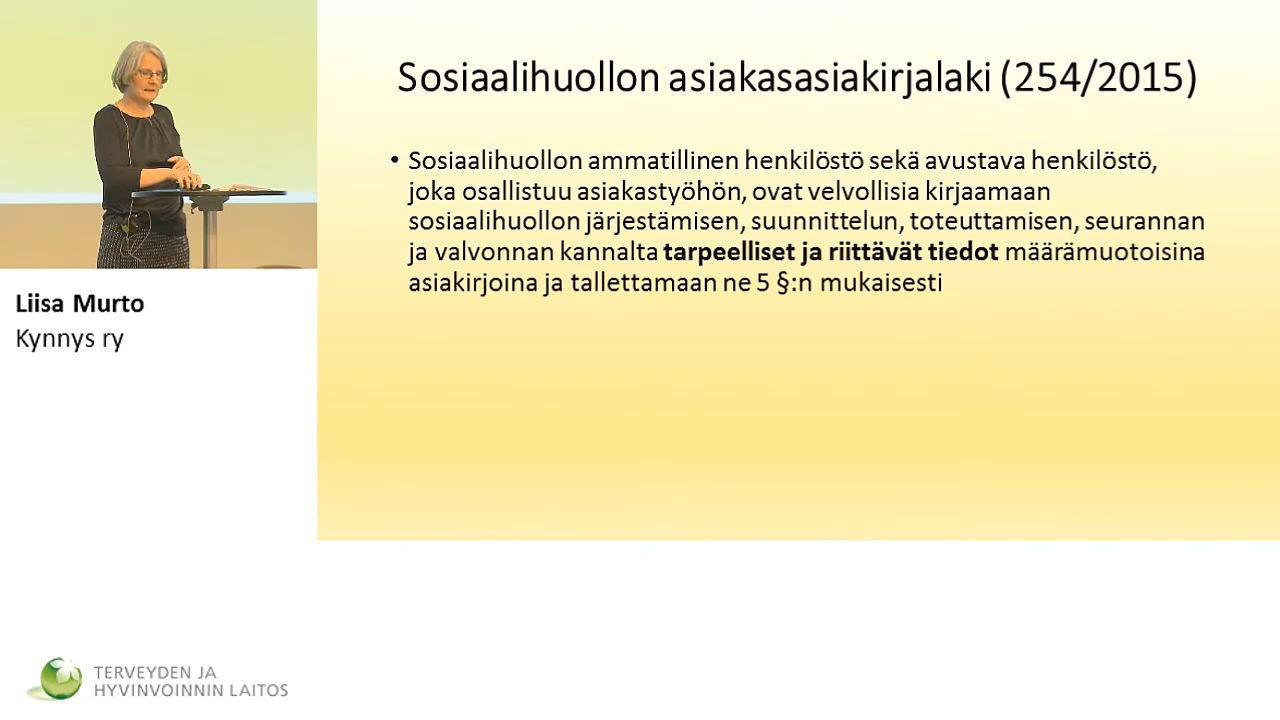 Sosiaalihuollon asiakasasiakirjalaki (254/2015)
• Sosiaalihuollon ammatillinen henkilöstö sekä avustava henkilöstö,
joka osallistuu asiakastyöhön, ovat velvollisia kirjaamaan
sosiaalihuollon järjestämisen, suunnittelun, toteuttamisen, seurannan
ja valvonnan kannalta tarpeelliset ja riittävät tiedot määrämuotoisina
asiakirjoina ja tallettamaan ne 5 §:n mukaisesti
Liisa Murto
Kynnys ry
TERVEYDEN JA
HYVINVOINNIN LAITOS